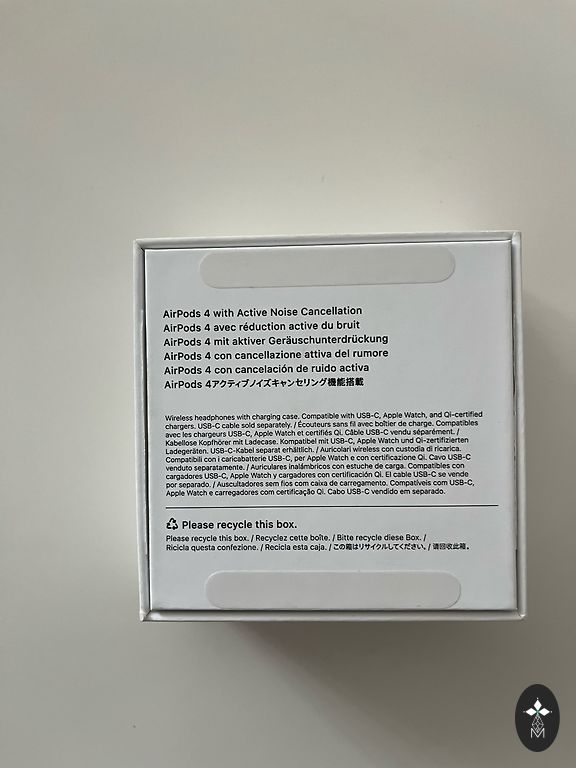 AirPods 4 with Active Noise Cancellation
AirPods 4 avec réduction active du bruit
AirPods 4 mit aktiver Geräuschunterdrückung
AirPods 4 con cancellazione attiva del rumore
AirPods 4 con cancelación de ruido activa
AirPods 4アクティブノイズキャンセリング機能搭載
Wireless headphones with charging case. Compatible with USB-C, Apple Watch, and Qi-certified
chargers. USB-C cable sold separately. / Écouteurs sans fil avec boîtier de charge. Compatibles
avec les chargeurs USB-C, Apple Watch et certifiés Qi. Câble USB-C vendu séparément. /
Kabellose Kopfhörer mit Ladecase. Kompatibel mit USB-C, Apple Watch und Qi-zertifizierten
Ladegeräten. USB-C-Kabel separat erhältlich. / Auricolari wireless con custodia di ricarica.
Compatibili con i caricabatterie USB-C, per Apple Watch e con certificazione Qi. Cavo USB-C
venduto separatamente. / Auriculares inalámbricos con estuche de carga. Compatibles con
cargadores USB-C, Apple Watch y cargadores con certificación Qi. El cable USB-C se vende
por separado. / Auscultadores sem fios com caixa de carregamento. Compatíveis com USB-C,
Apple Watch e carregadores com certificação Qi. Cabo USB-C vendido em separado.
Please recycle this box.
Please recycle this box. / Recyclez cette boîte. / Bitte recycle diese Box. /
Ricicla questa confezione. / Recicla esta caja. / この箱はリサイクルしてください。/ 请回收此箱。
M